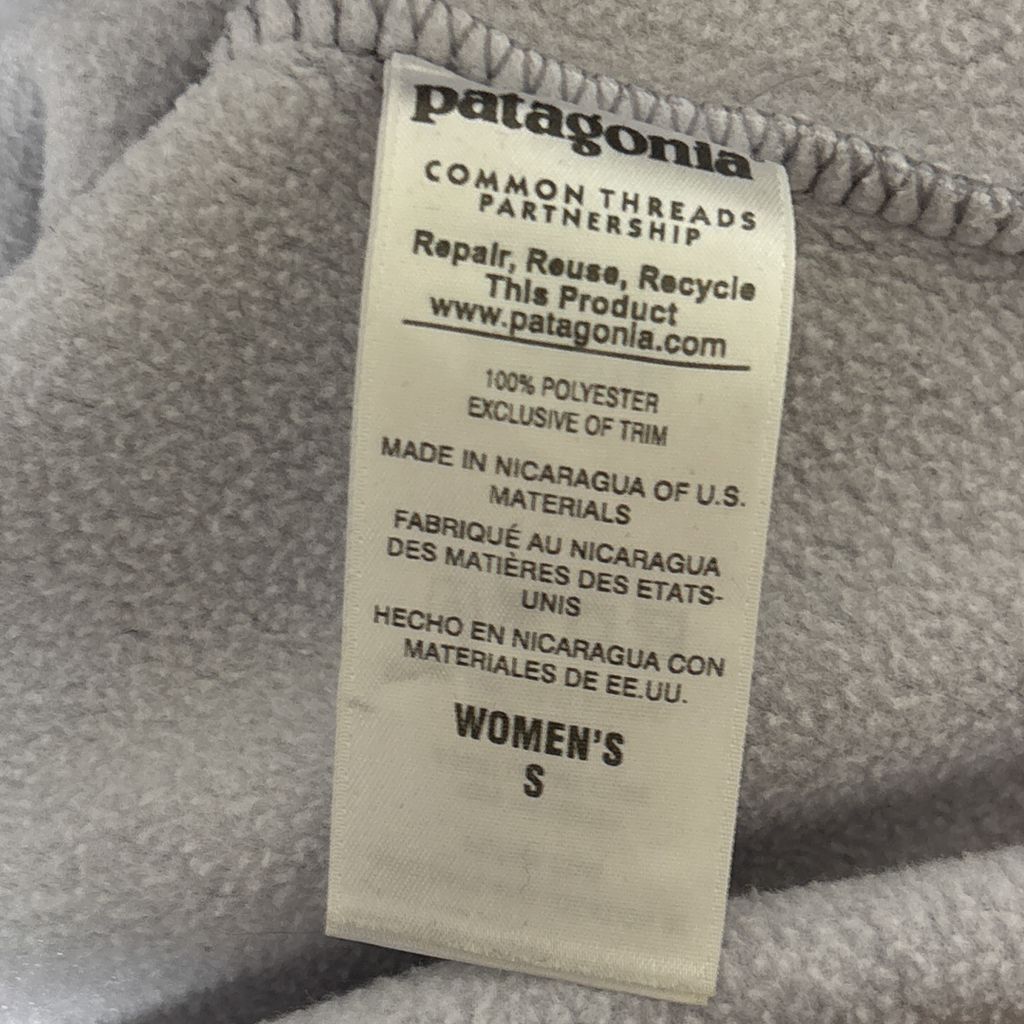 patagonia
COMMON THREADS
PARTNERSHIP
Repair, Reuse, Recycle
This Product
www.patagonia.com
100% POLYESTER
EXCLUSIVE OF TRIM
MADE IN NICARAGUA OF U.S.
MATERIALS
FABRIQUÉ AU NICARAGUA
DES MATIÈRES DES ETATS-
UNIS
HECHO EN NICARAGUA CON
MATERIALES DE EE.UU.
WOMEN'S
S